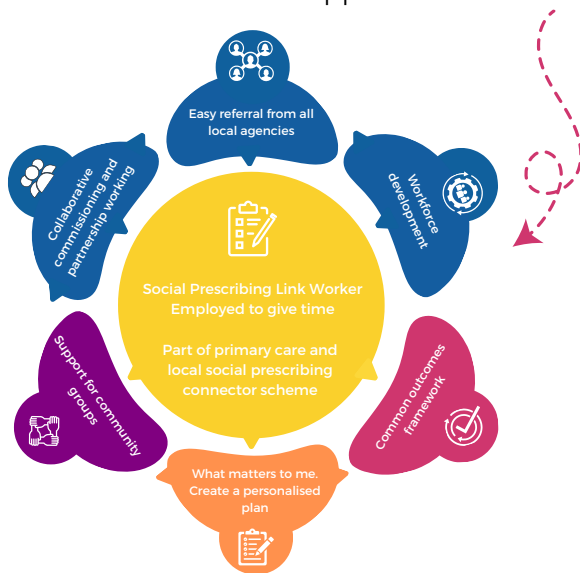 Easy referral from all
local agencies
Workforce
development
Collaborative
commissioning and
partnership working
Social Prescribing Link Worker
Employed to give time
Part of primary care and
local social prescribing
connector scheme
Support for community
groups
Common outcomes
framework
What matters to me.
Create a personalised
plan